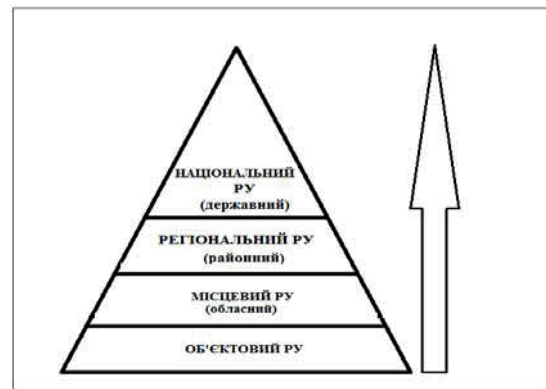 НАЦІОНАЛЬНИЙ
РУ
(державний)
РЕГІОНАЛЬНИЙ РУ
(районний)
МІСЦЕВИЙ РУ
(обласний)
ОБ'ЄКТОВИЙ РУ